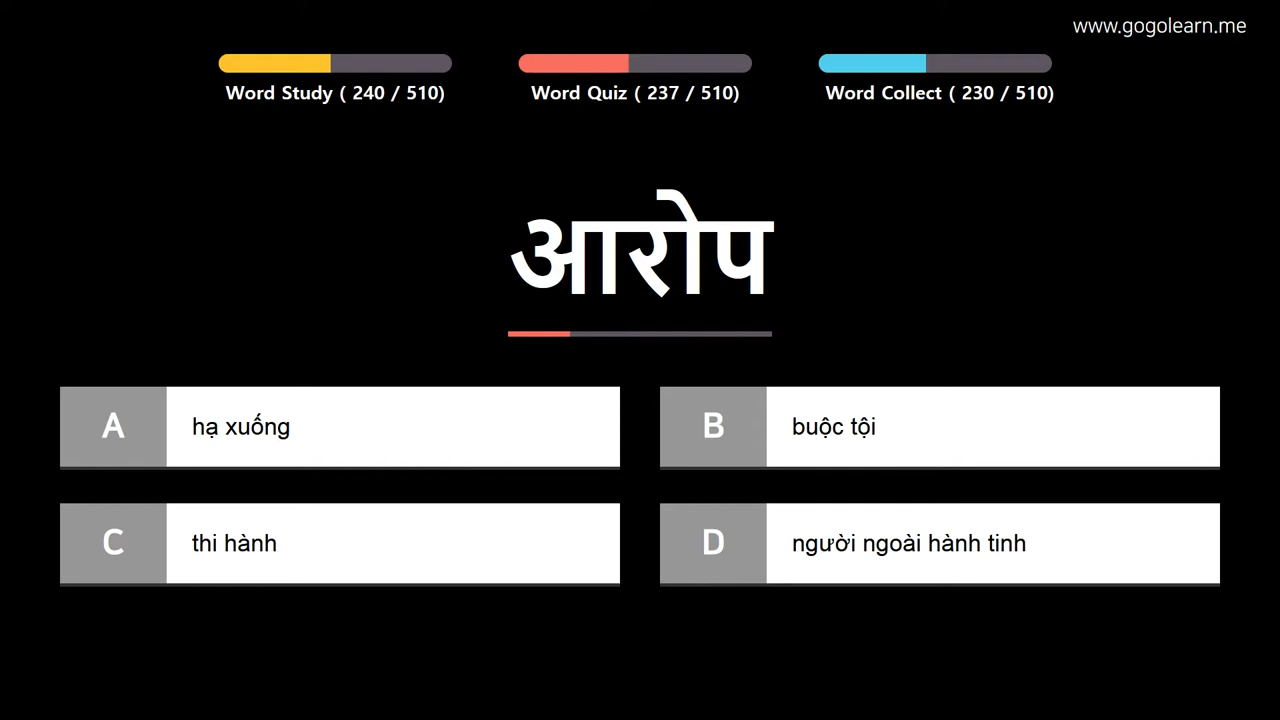 www.gogolearn.me
Word Study ( 240 / 510)
Word Quiz ( 237 / 510)
Word Collect ( 230 / 510)
आरोप
A hạ xuống
B buộc tội
C thi hành
D người ngoài hành tinh